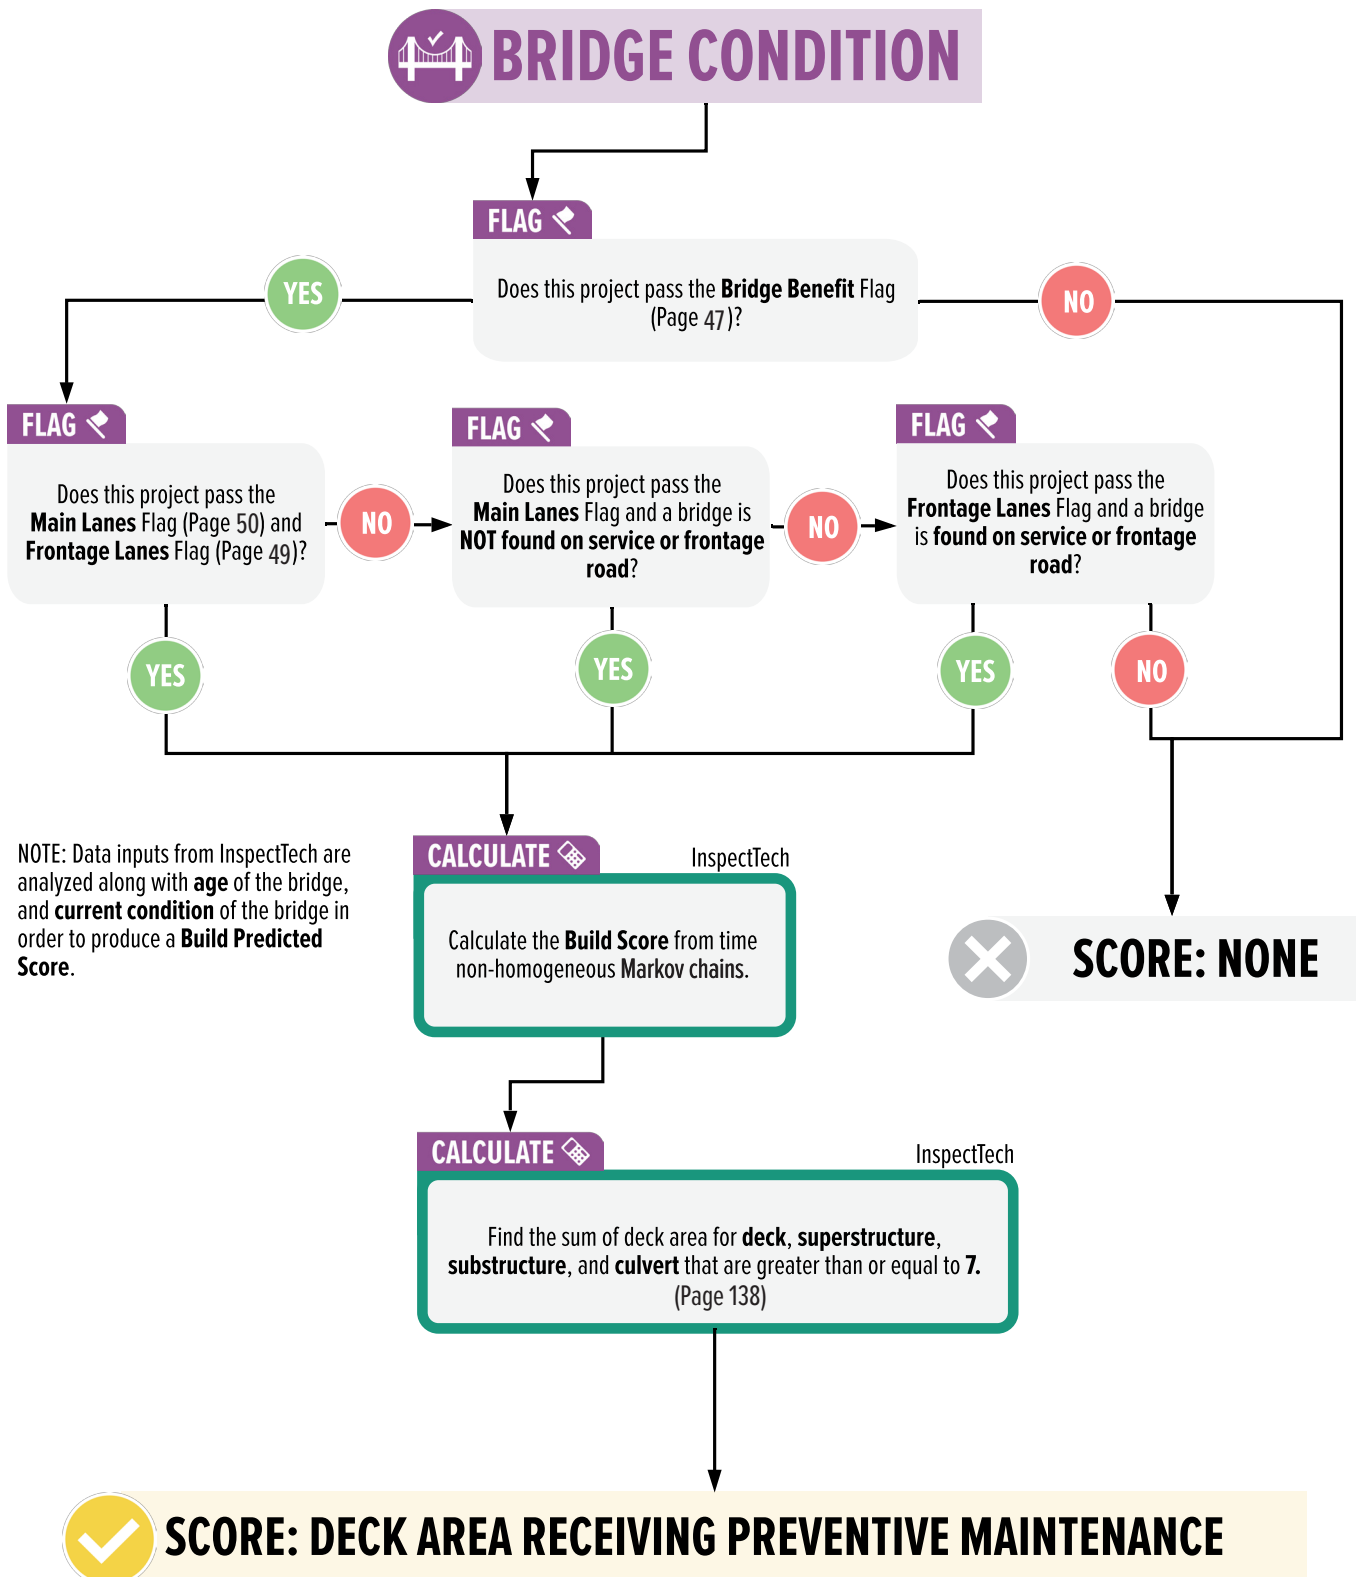 BRIDGE CONDITION
FLAG
Does this project pass the Bridge Benefit Flag
(Page 47)?
YES
NO
FLAG
Does this project pass the
Main Lanes Flag (Page 50) and
Frontage Lanes Flag (Page 49)?
NO
FLAG
Does this project pass the
Main Lanes Flag and a bridge is
NOT found on service or frontage
road?
NO
FLAG
Does this project pass the
Frontage Lanes Flag and a bridge
is found on service or frontage
road?
YES
YES
YES
NO
NOTE: Data inputs from InspectTech are
analyzed along with age of the bridge,
and current condition of the bridge in
order to produce a Build Predicted
Score.
CALCULATE
InspectTech
Calculate the Build Score from time
non-homogeneous Markov chains.
SCORE: NONE
CALCULATE
InspectTech
Find the sum of deck area for deck, superstructure,
substructure, and culvert that are greater than or equal to 7.
(Page 138)
SCORE: DECK AREA RECEIVING PREVENTIVE MAINTENANCE